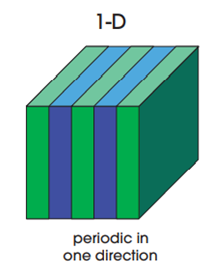 1-D
periodic in
one direction